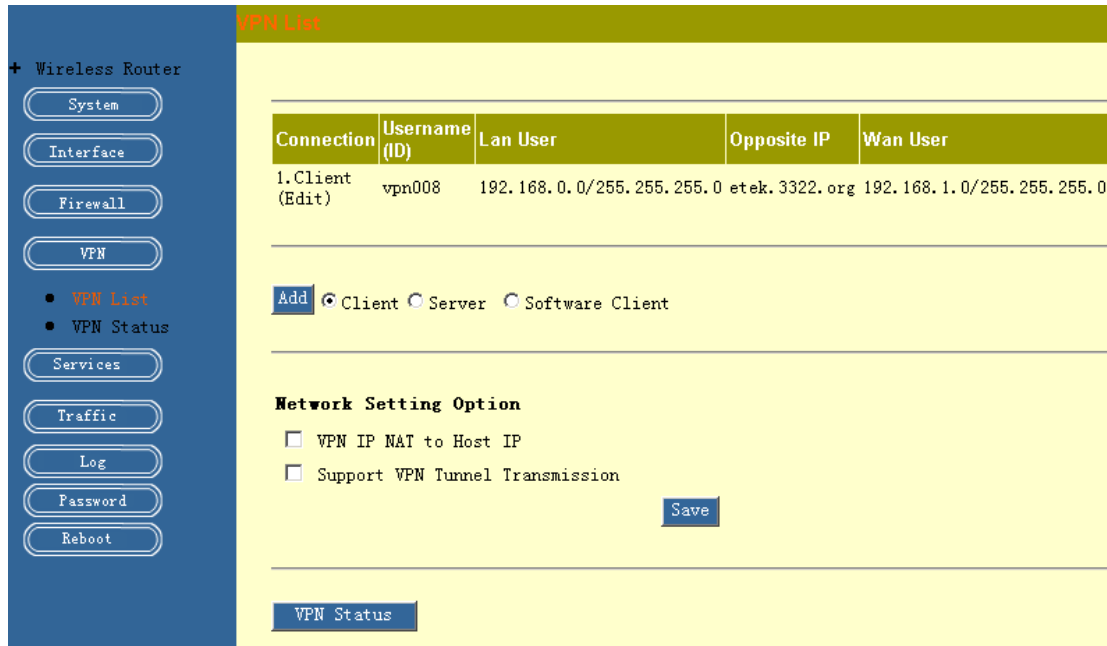 VPN List
+ Wireless Router
System
Interface
Firewall
VPN
• VPN List
• VPN Status
Services
Traffic
Log
Password
Reboot
Connection Username (ID) Lan User Opposite IP Wan User
1.Client (Edit) vpn008 192.168.0.0/255.255.255.0 etek.3322.org 192.168.1.0/255.255.255.0
Add Client Server Software Client
Network Setting Option
VPN IP NAT to Host IP
Support VPN Tunnel Transmission
Save
VPN Status